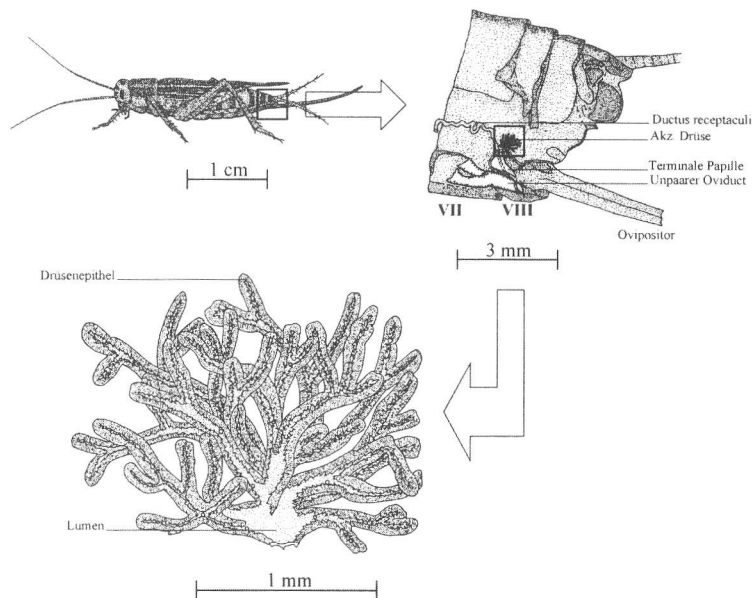 1 cm
Ductus receptaculi
Akz. Drüse
Terminale Papille
Unpaarer Oviduct
VII VIII
Ovipositor
3 mm
Drüsenepithel
Lumen
1 mm